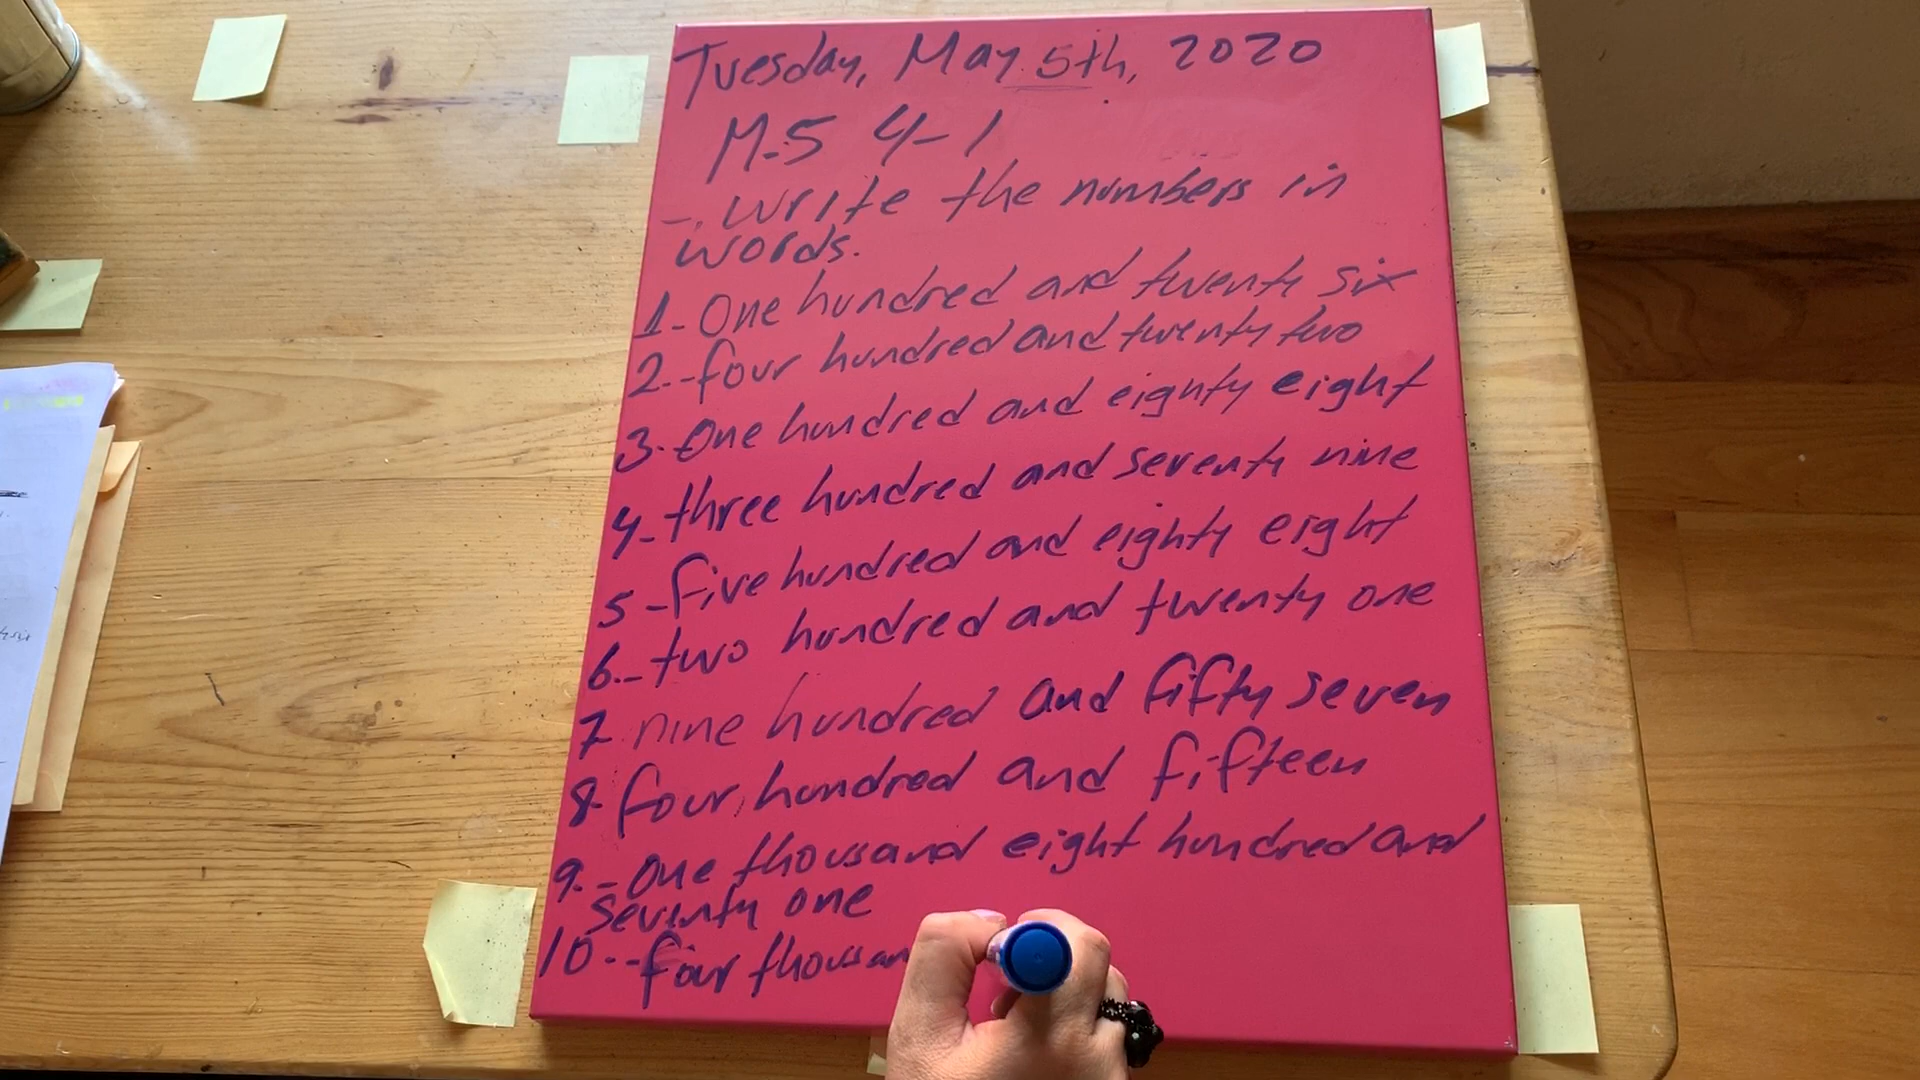 Tuesday, May 5th, 2020
M-5 4-1
-. Write the numbers in
words.
1- One hundred and twenty six
2.- four hundred and twenty two
3- One hundred and eighty eight
4- three hundred and seventy nine
5- five hundred and eighty eight
6.- two hundred and twenty one
7 nine hundred and fifty seven
8- four, hundred and fifteen
9.- One thousand eight hundred and
seventy one
10.- four thousan